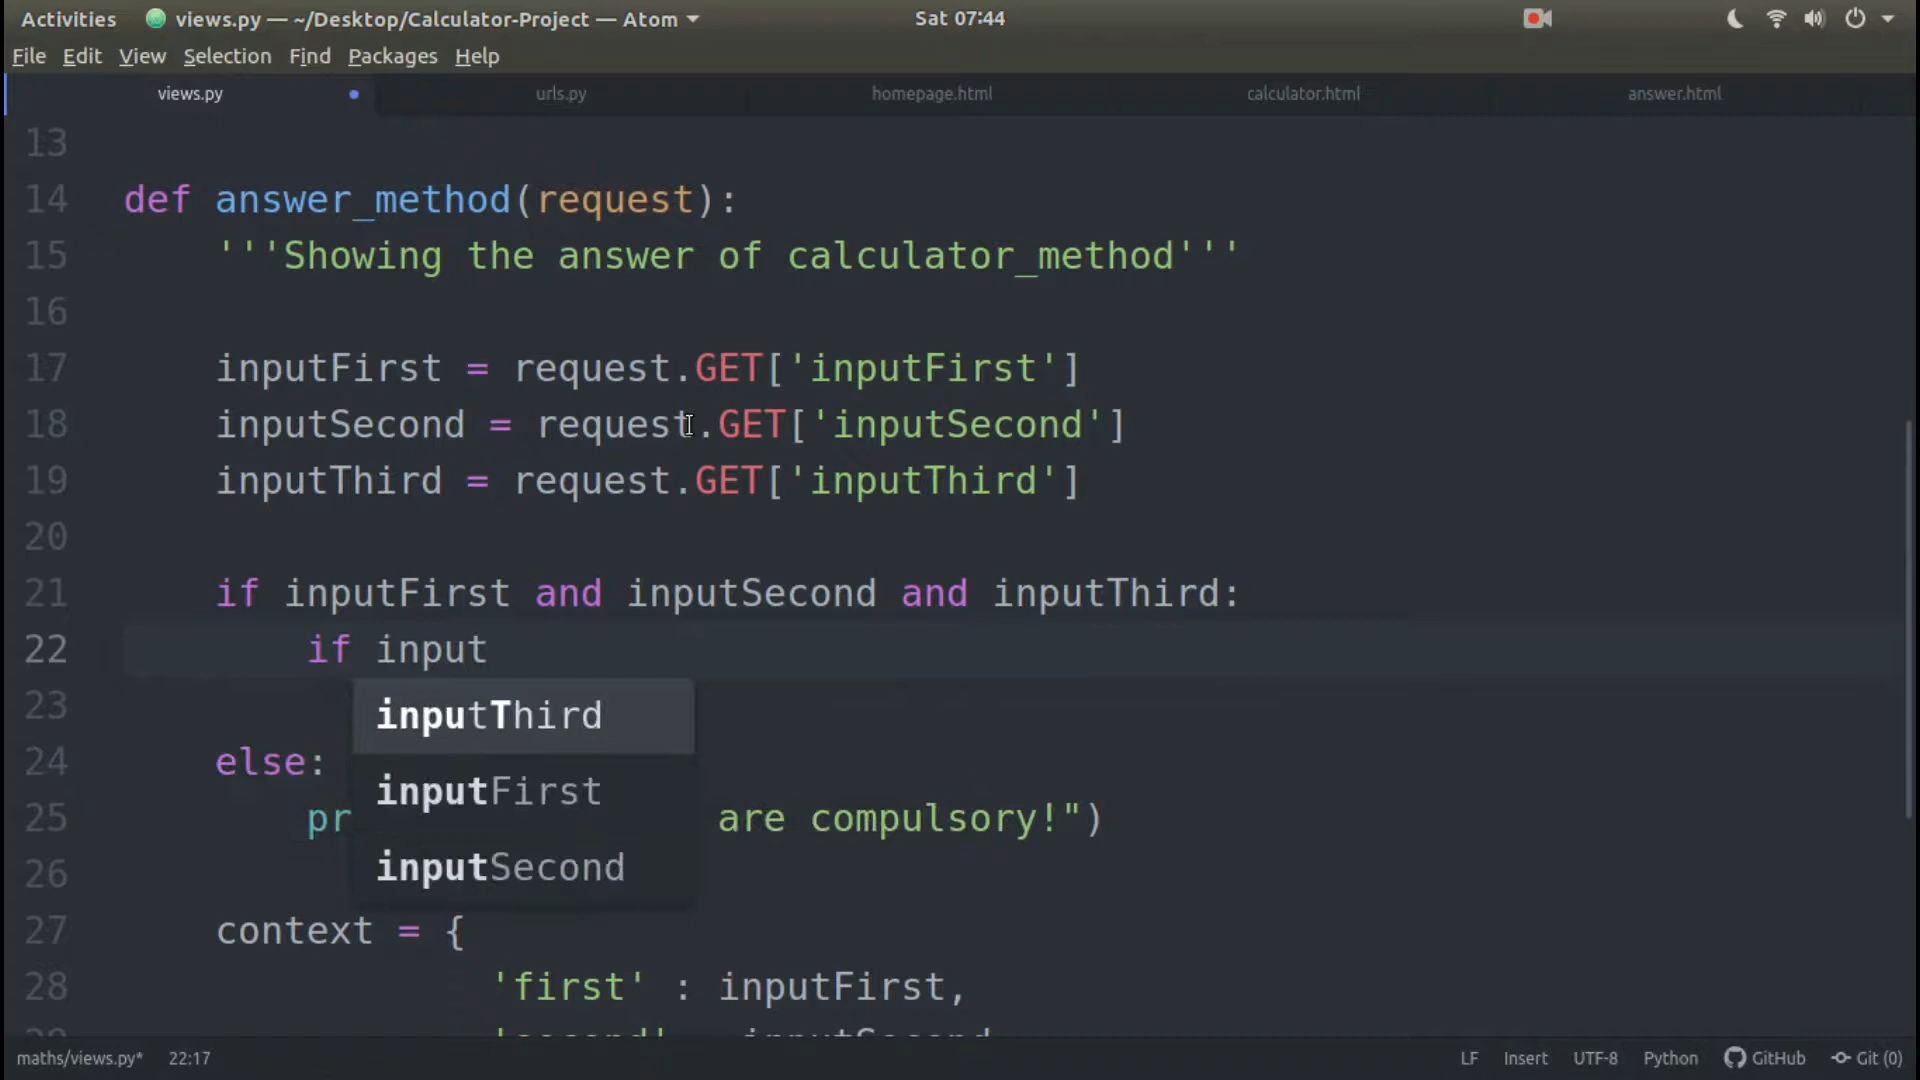 Activities views.py — ~/Desktop/Calculator-Project — Atom Sat 07:44
File Edit View Selection Find Packages Help
views.py urls.py homepage.html calculator.html answer.html
13
14 def answer_method(request):
15 '''Showing the answer of calculator_method'''
16
17 inputFirst = request.GET['inputFirst']
18 inputSecond = request.GET['inputSecond']
19 inputThird = request.GET['inputThird']
20
21 if inputFirst and inputSecond and inputThird:
22 if input
23 inputThird
24 else:
inputFirst
25 pr are compulsory!")
26 inputSecond
27 context = {
28 'first' : inputFirst,
maths/views.py* 22:17 LF Insert UTF-8 Python GitHub Git (0)